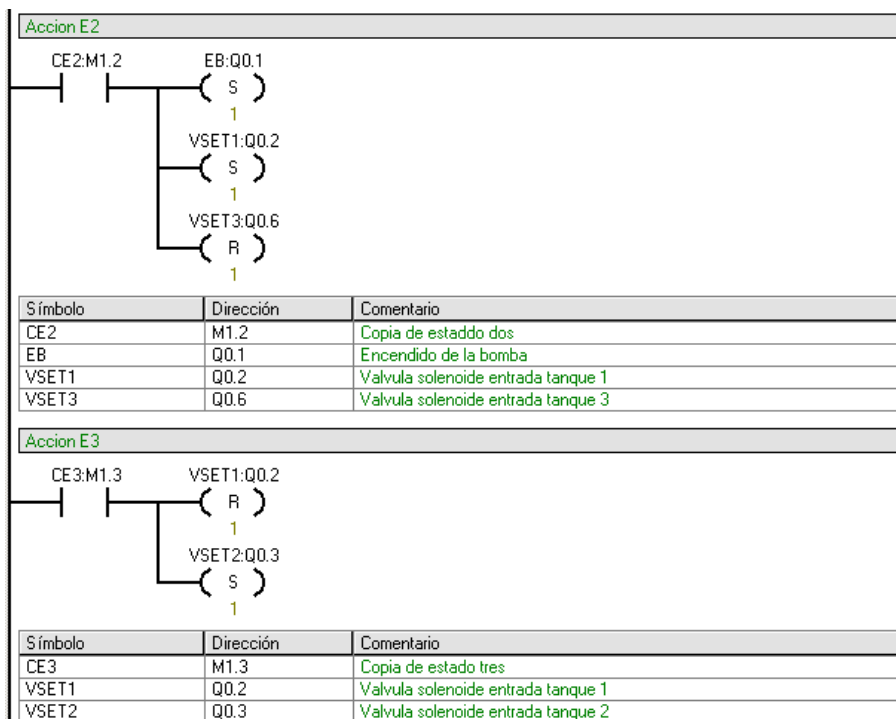 Accion E2
CE2:M1.2 EB:Q0.1
S
1
VSET1:Q0.2
S
1
VSET3:Q0.6
R
1
Símbolo Dirección Comentario
CE2 M1.2 Copia de estaddo dos
EB Q0.1 Encendido de la bomba
VSET1 Q0.2 Valvula solenoide entrada tanque 1
VSET3 Q0.6 Valvula solenoide entrada tanque 3
Accion E3
CE3:M1.3 VSET1:Q0.2
R
1
VSET2:Q0.3
S
1
Símbolo Dirección Comentario
CE3 M1.3 Copia de estado tres
VSET1 Q0.2 Valvula solenoide entrada tanque 1
VSET2 Q0.3 Valvula solenoide entrada tanque 2